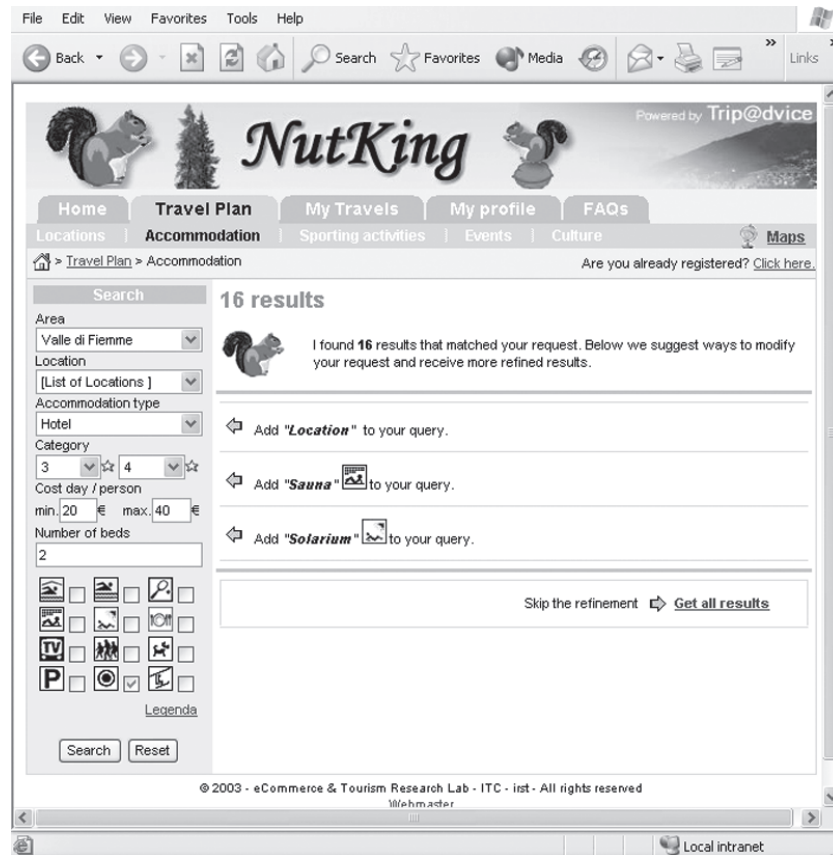 File Edit View Favorites Tools Help
Back Search Favorites Media » Links
NutKing
Powered by Trip@dvice
Home Travel Plan My Travels My profile FAQs
Locations | Accommodation | Sporting activities | Events | Culture Maps
> Travel Plan > Accommodation Are you already registered? Click here.
Search
Area
Valle di Fiemme
Location
[List of Locations ]
Accommodation type
Hotel
Category
3 4
Cost day / person
min. 20 € max. 40 €
Number of beds
2
TV
P
Legenda
Search Reset
16 results
I found 16 results that matched your request. Below we suggest ways to modify
your request and receive more refined results.
Add "Location" to your query.
Add "Sauna" to your query.
Add "Solarium" to your query.
Skip the refinement Get all results
© 2003 - eCommerce & Tourism Research Lab - ITC - irst - All rights reserved
Webmaster
Local intranet